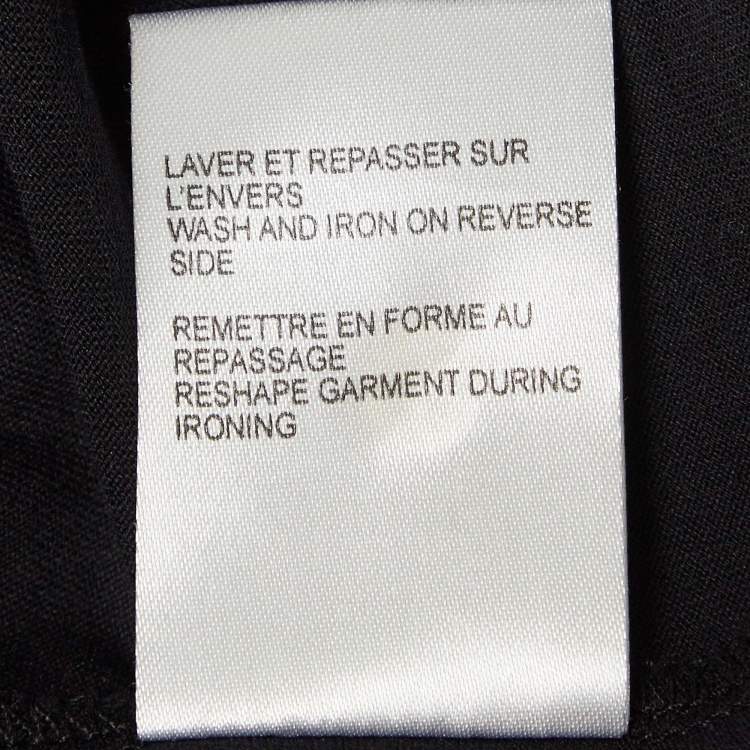 LAVER ET REPASSER SUR
L'ENVERS
WASH AND IRON ON REVERSE
SIDE
REMETTRE EN FORME AU
REPASSAGE
RESHAPE GARMENT DURING
IRONING